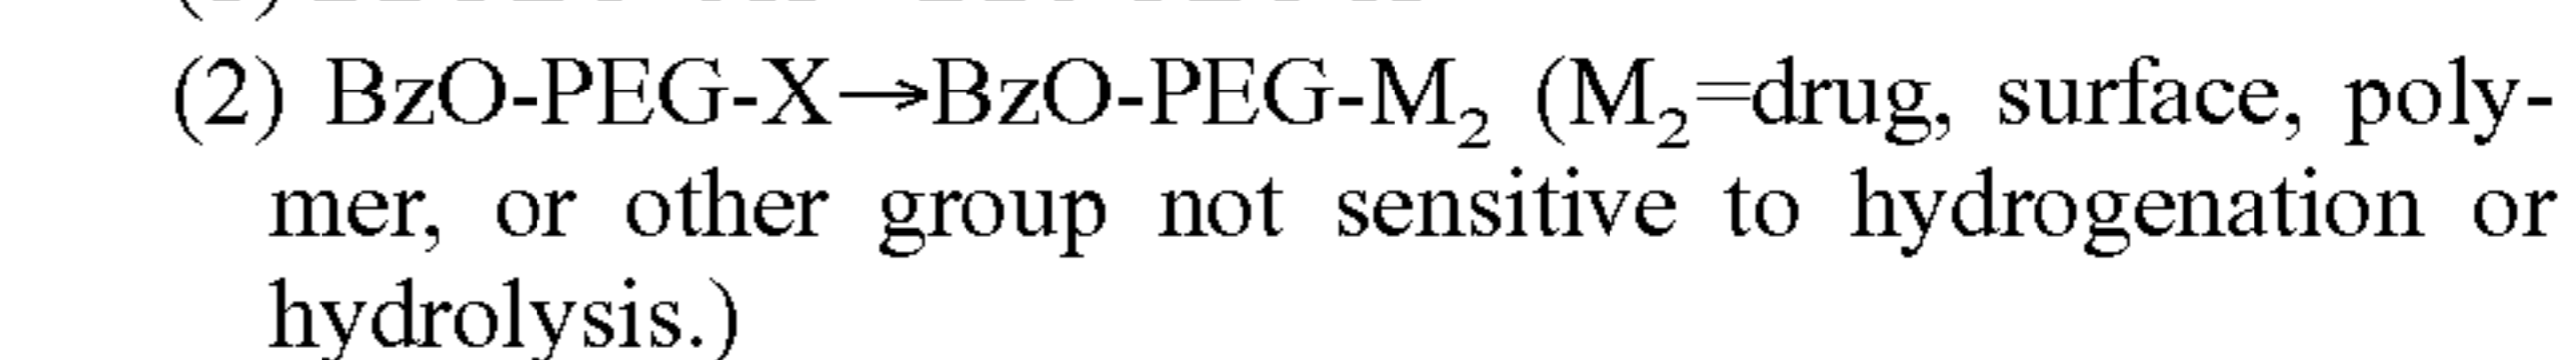 (2) BzO-PEG-X→BzO-PEG-M₂ (M₂=drug, surface, poly-
mer, or other group not sensitive to hydrogenation or
hydrolysis.)